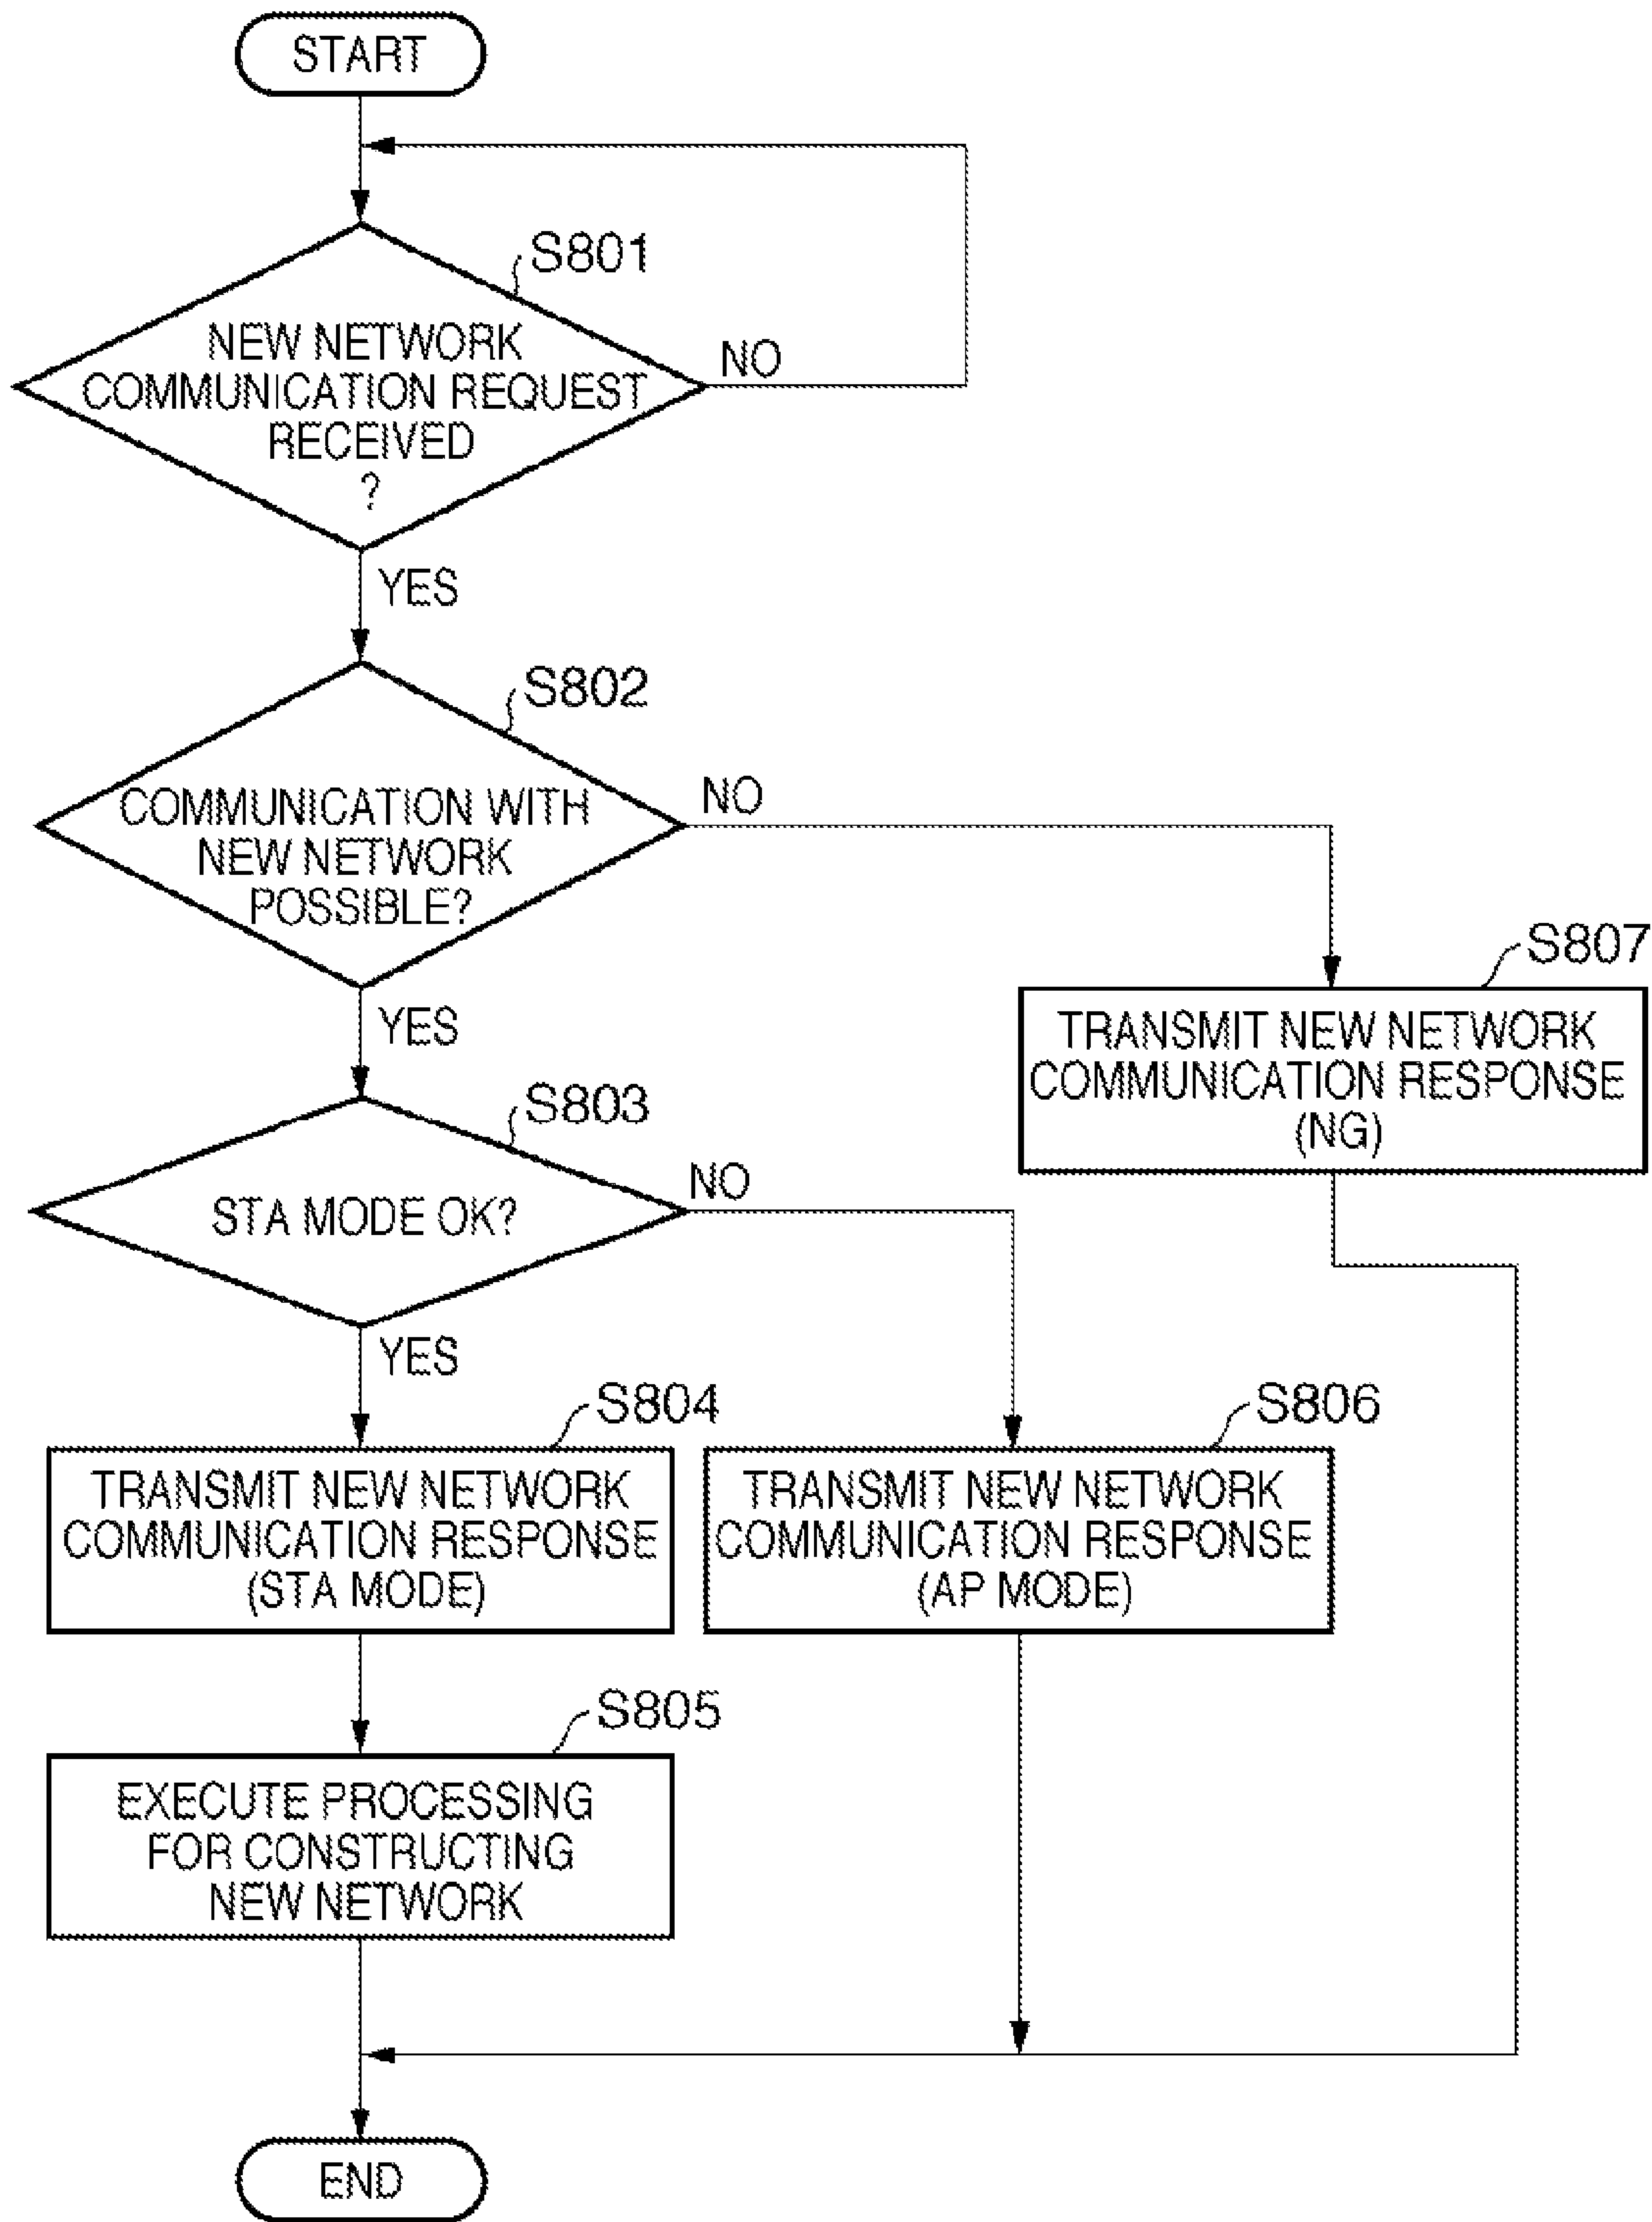 START
S801
NEW NETWORK
COMMUNICATION REQUEST
RECEIVED
?
NO
YES
S802
COMMUNICATION WITH
NEW NETWORK
POSSIBLE?
NO
YES
S807
TRANSMIT NEW NETWORK
COMMUNICATION RESPONSE
(NG)
S803
STA MODE OK?
NO
YES
S804
TRANSMIT NEW NETWORK
COMMUNICATION RESPONSE
(STA MODE)
S806
TRANSMIT NEW NETWORK
COMMUNICATION RESPONSE
(AP MODE)
S805
EXECUTE PROCESSING
FOR CONSTRUCTING
NEW NETWORK
END